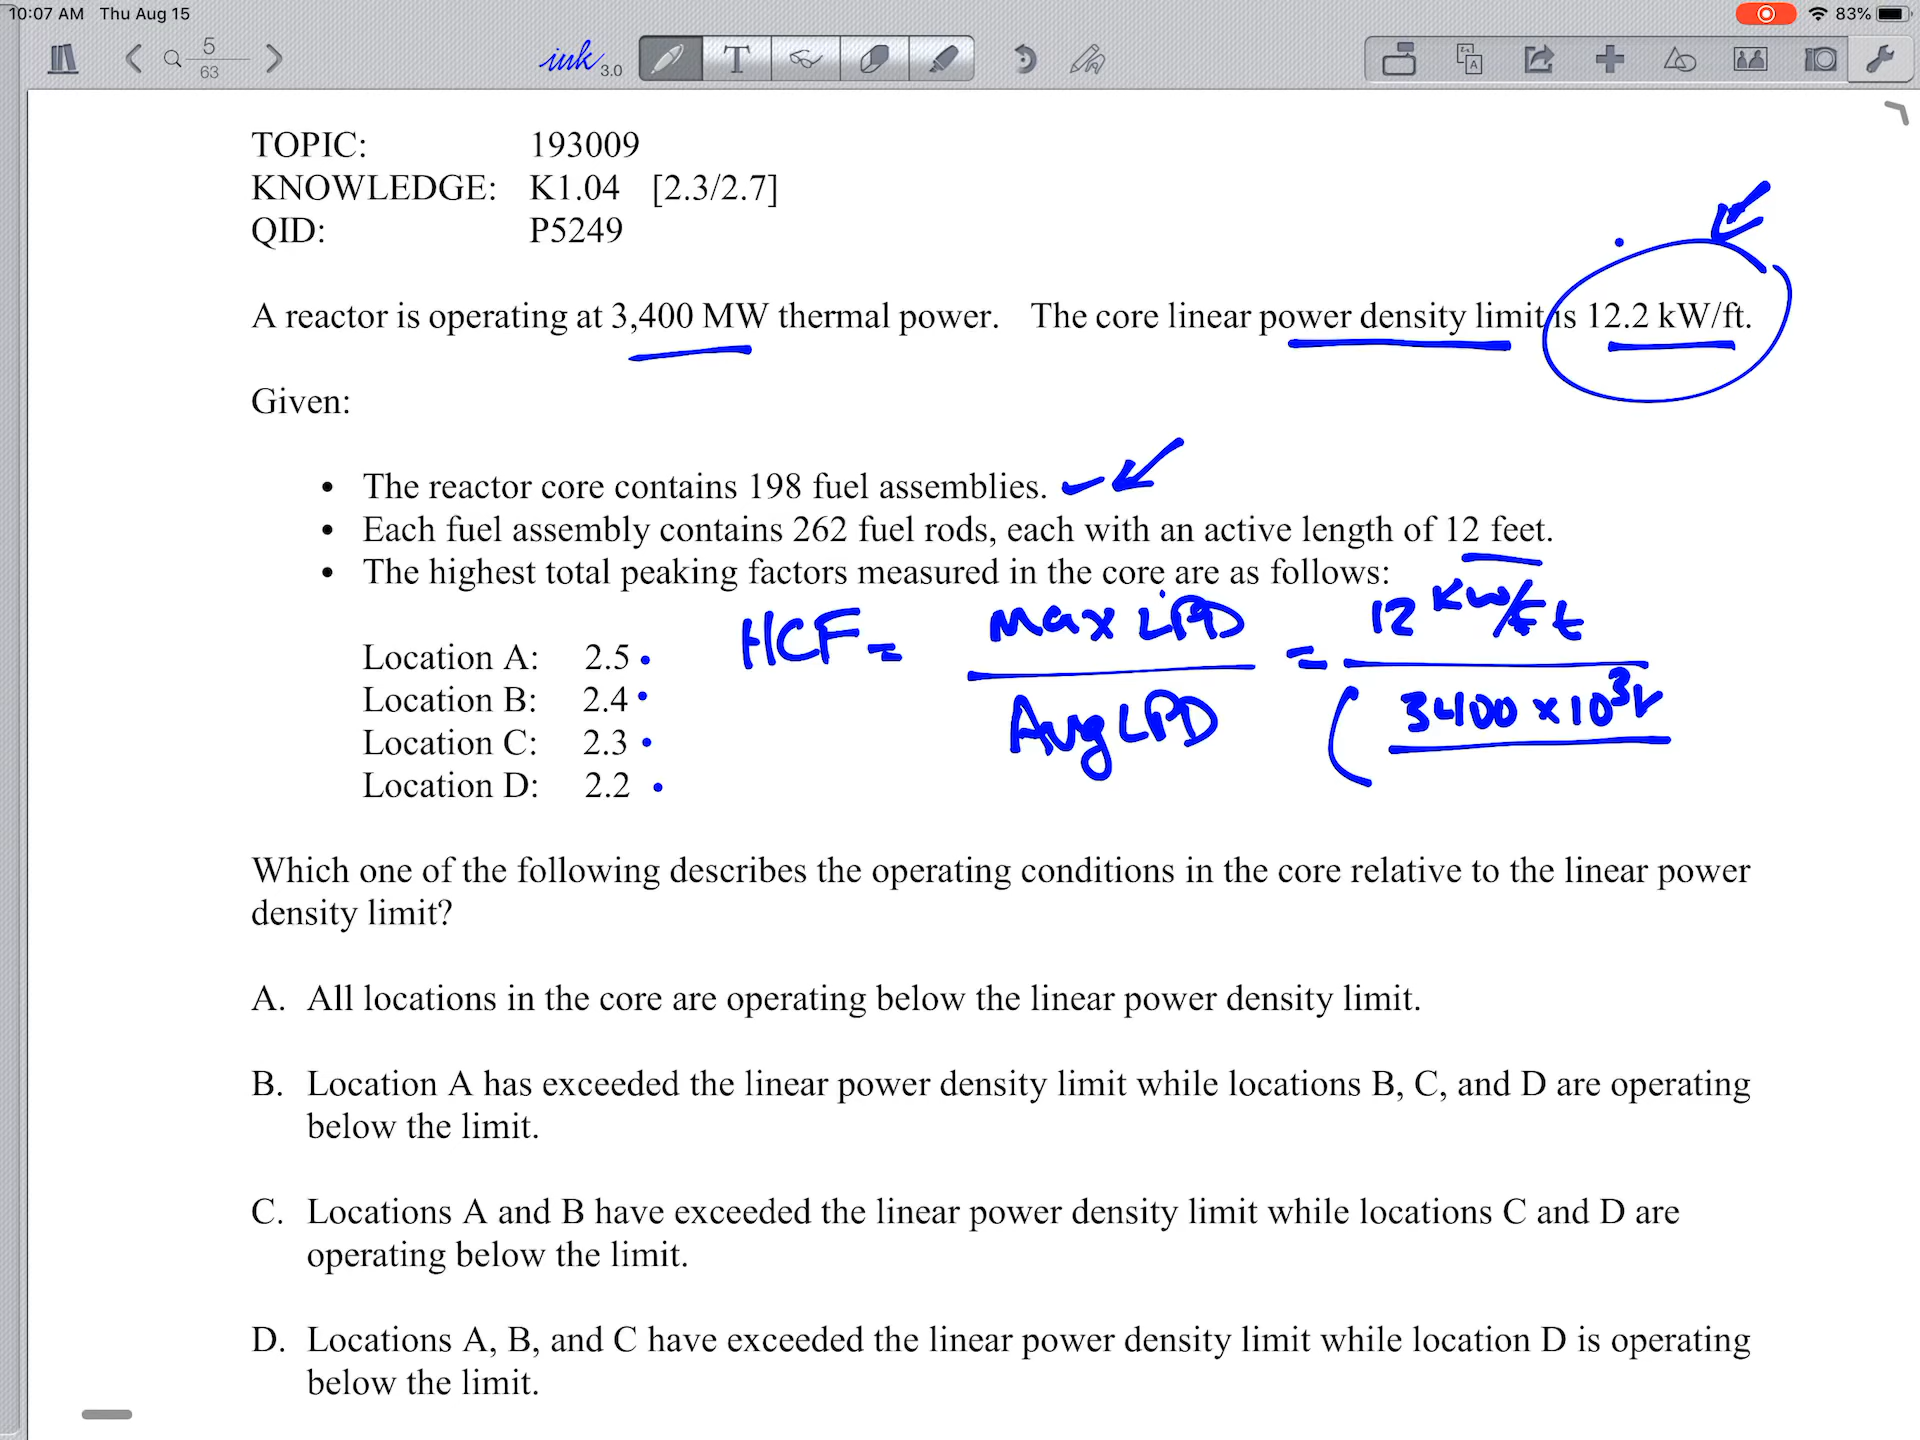 10:07 AM Thu Aug 15
83%
5
63
ink 3.0
T
TOPIC: 193009
KNOWLEDGE: K1.04 [2.3/2.7]
QID: P5249
A reactor is operating at 3,400 MW thermal power. The core linear power density limit is 12.2 kW/ft.
Given:
• The reactor core contains 198 fuel assemblies.
• Each fuel assembly contains 262 fuel rods, each with an active length of 12 feet.
• The highest total peaking factors measured in the core are as follows:
Location A: 2.5
Location B: 2.4
Location C: 2.3
Location D: 2.2
HCF = Max LPD = 12 KW/ft
Avg LPD ( 3400 x 10³k
Which one of the following describes the operating conditions in the core relative to the linear power
density limit?
A. All locations in the core are operating below the linear power density limit.
B. Location A has exceeded the linear power density limit while locations B, C, and D are operating
below the limit.
C. Locations A and B have exceeded the linear power density limit while locations C and D are
operating below the limit.
D. Locations A, B, and C have exceeded the linear power density limit while location D is operating
below the limit.